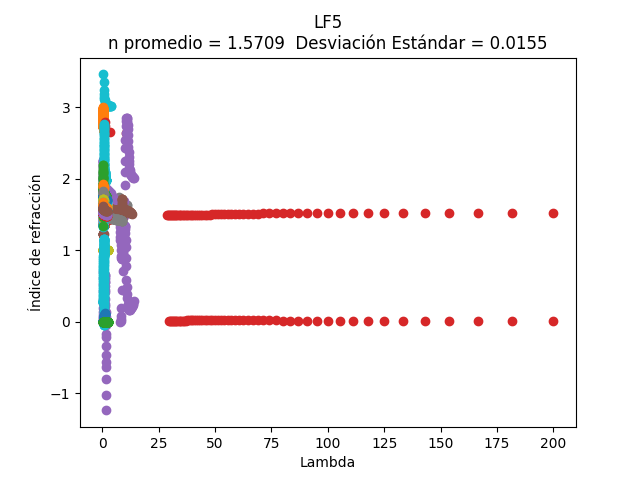 LF5
n promedio = 1.5709  Desviación Estándar = 0.0155
Índice de refracción
3
2
1
0
−1
0 25 50 75 100 125 150 175 200
Lambda